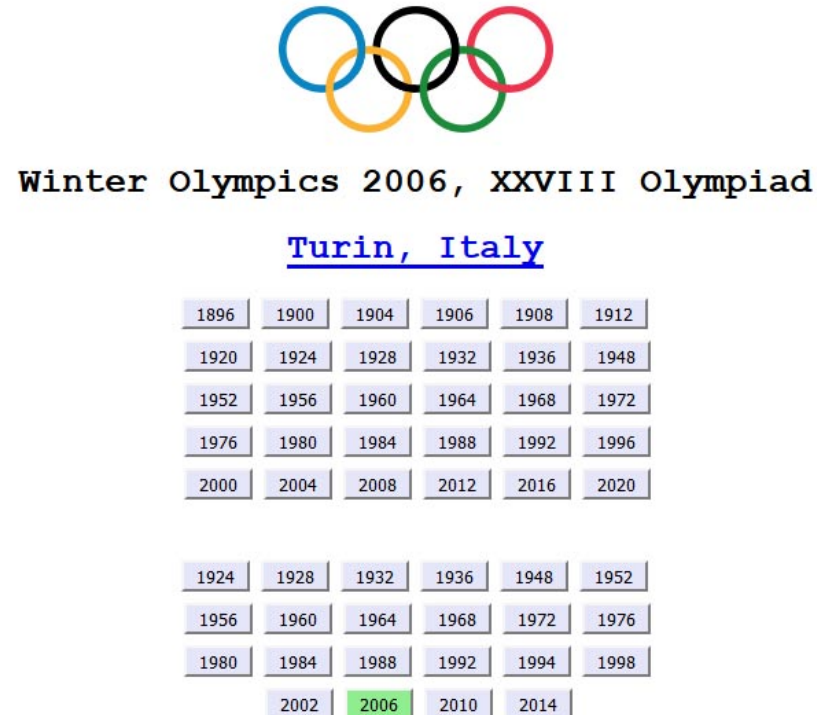 Winter Olympics 2006, XXVIII Olympiad
Turin, Italy
1896 1900 1904 1906 1908 1912
1920 1924 1928 1932 1936 1948
1952 1956 1960 1964 1968 1972
1976 1980 1984 1988 1992 1996
2000 2004 2008 2012 2016 2020
1924 1928 1932 1936 1948 1952
1956 1960 1964 1968 1972 1976
1980 1984 1988 1992 1994 1998
2002 2006 2010 2014